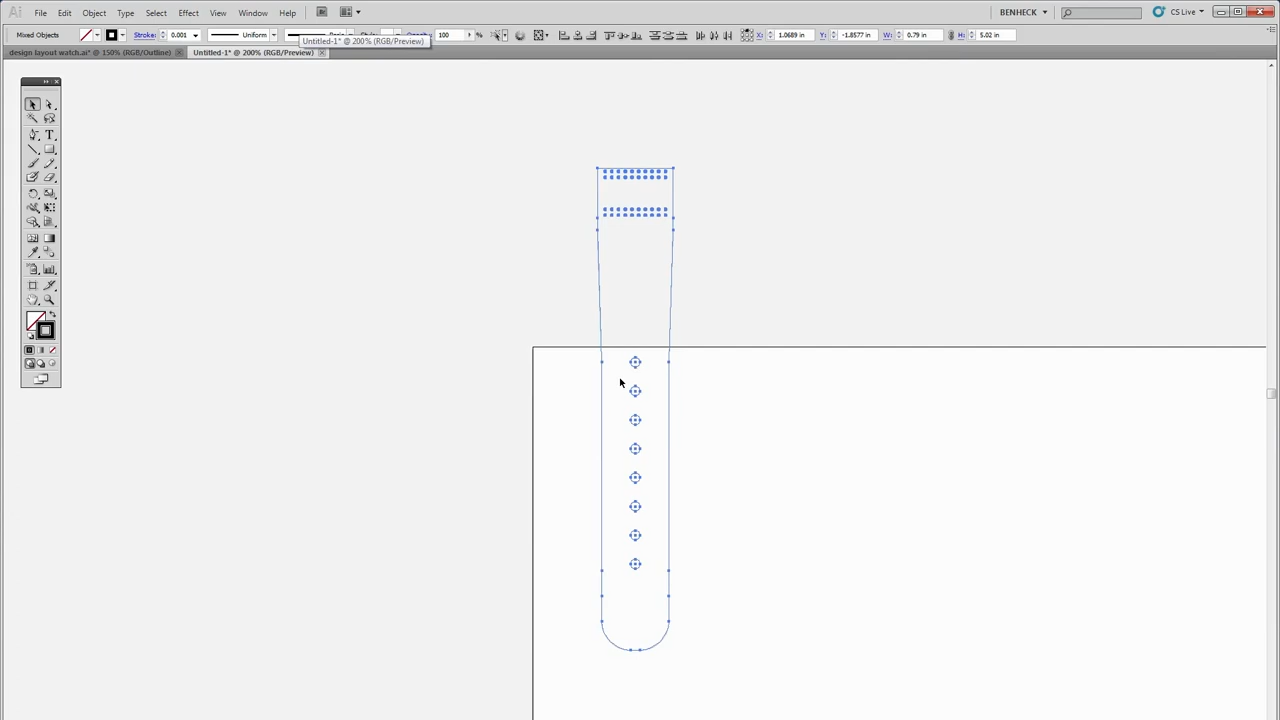 Ai File Edit Object Type Select Effect View Window Help BENHECK CS Live
Mixed Objects Stroke: 0.001 Uniform 100 % X: 1.0689 in Y: -1.8577 in W: 0.79 in H: 5.02 in
Untitled-1* @ 200% (RGB/Preview)
design layout watch.ai* @ 150% (RGB/Outline) Untitled-1* @ 200% (RGB/Preview)
T